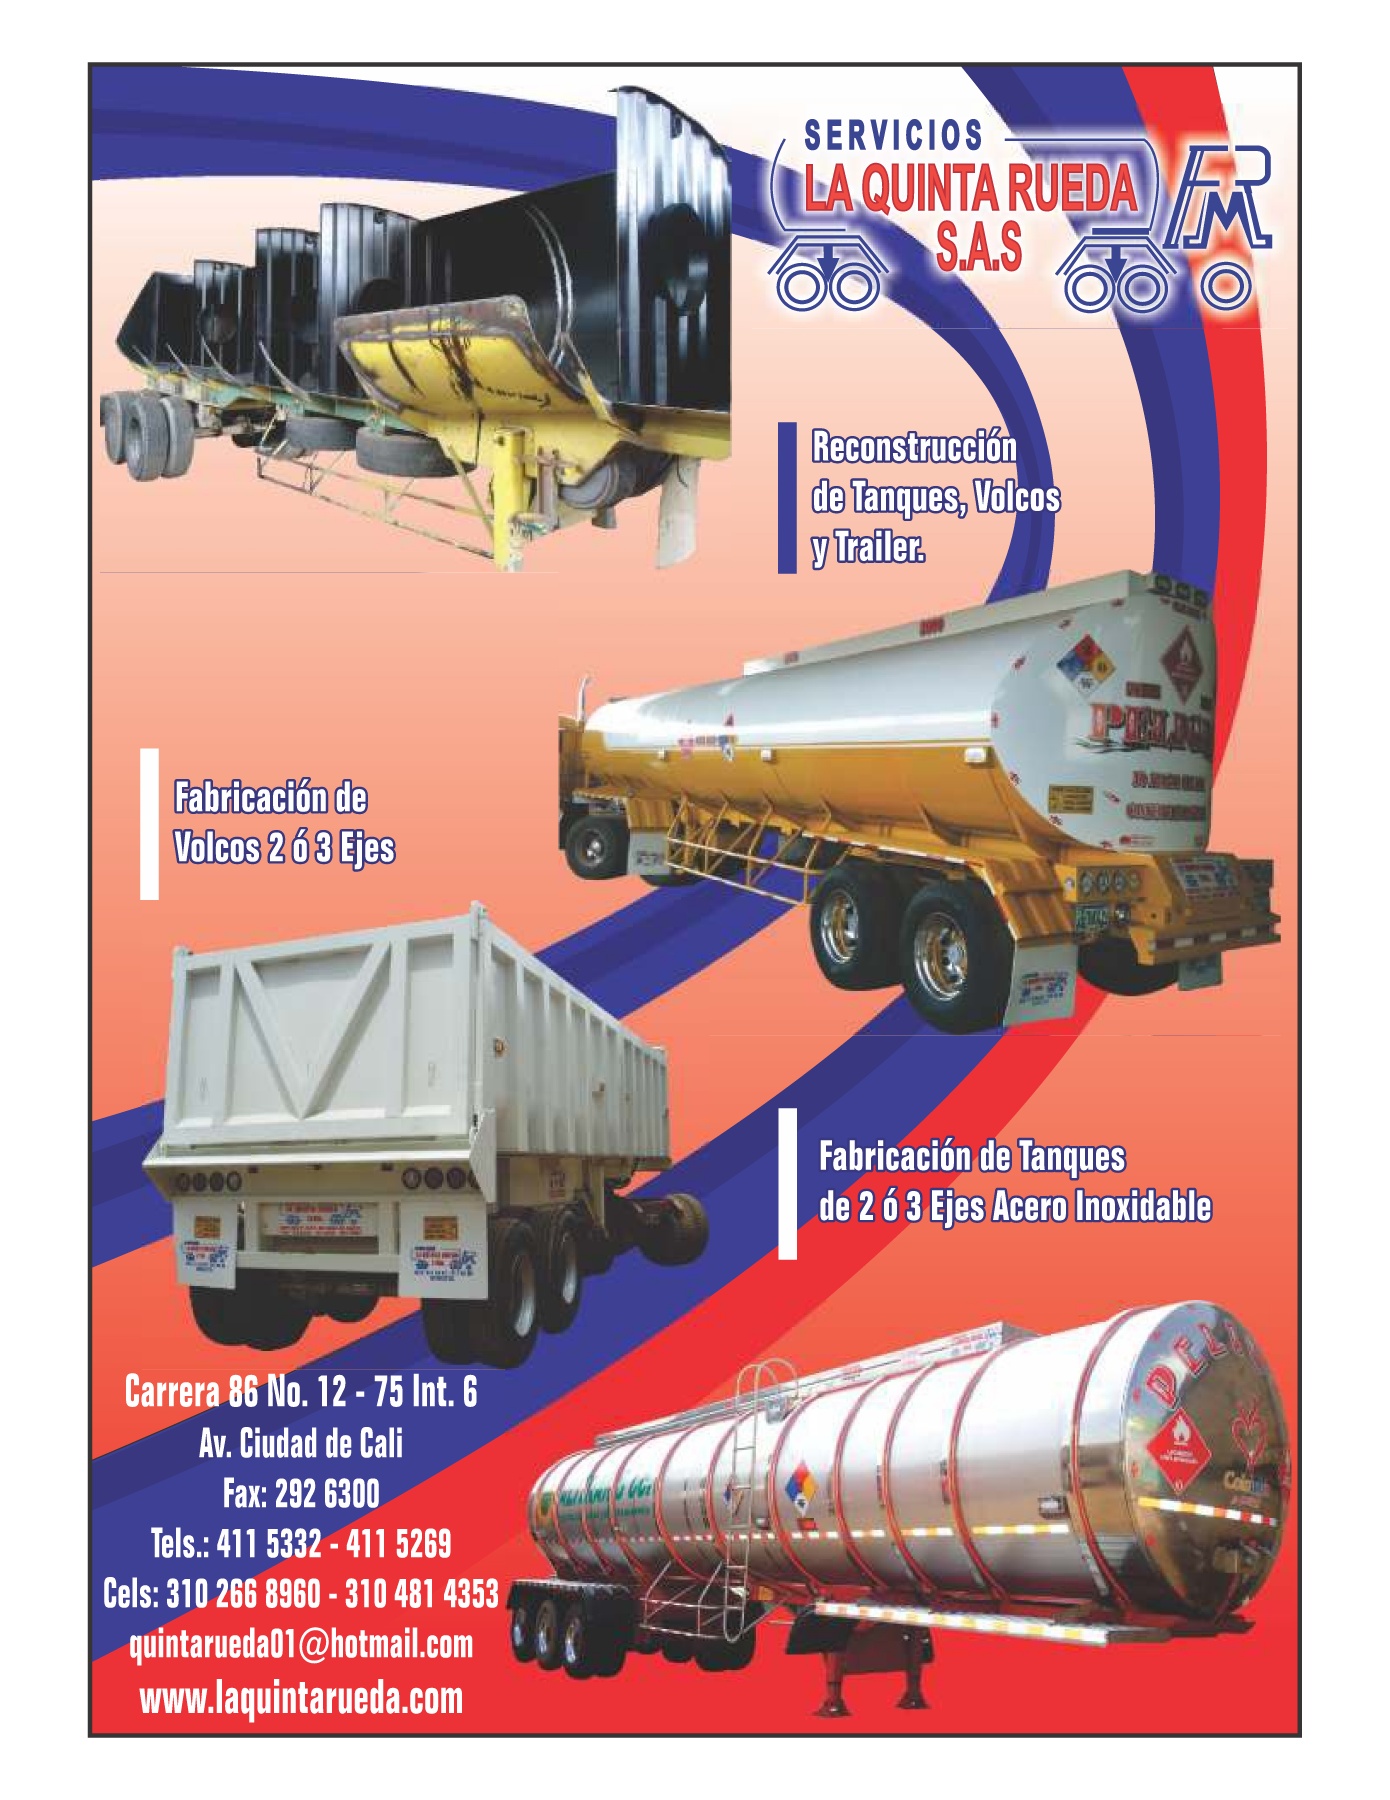 SERVICIOS
LA QUINTA RUEDA
S.A.S
FRM
Reconstrucción
de Tanques, Volcos
y Trailer.
Fabricación de
Volcos 2 ó 3 Ejes
Fabricación de Tanques
de 2 ó 3 Ejes Acero Inoxidable
Carrera 86 No. 12 - 75 Int. 6
Av. Ciudad de Cali
Fax: 292 6300
Tels.: 411 5332 - 411 5269
Cels: 310 266 8960 - 310 481 4353
quintarueda01@hotmail.com
www.laquintarueda.com